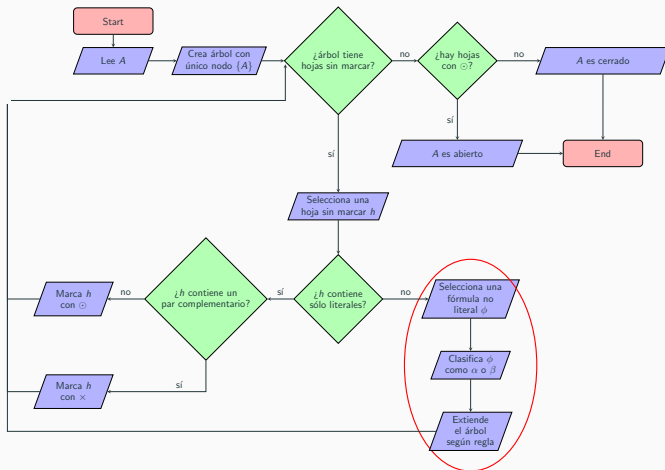 Start
Lee A
Crea árbol con
único nodo {A}
¿árbol tiene
hojas sin marcar?
no
¿hay hojas
con ⊙?
no
A es cerrado
sí
sí
A es abierto
End
Selecciona una
hoja sin marcar h
¿h contiene
sólo literales?
sí
no
¿h contiene un
par complementario?
no
Marca h
con ⊙
sí
Marca h
con ×
Selecciona una
fórmula no
literal ϕ
Clasifica ϕ
como α o β
Extiende
el árbol
según regla